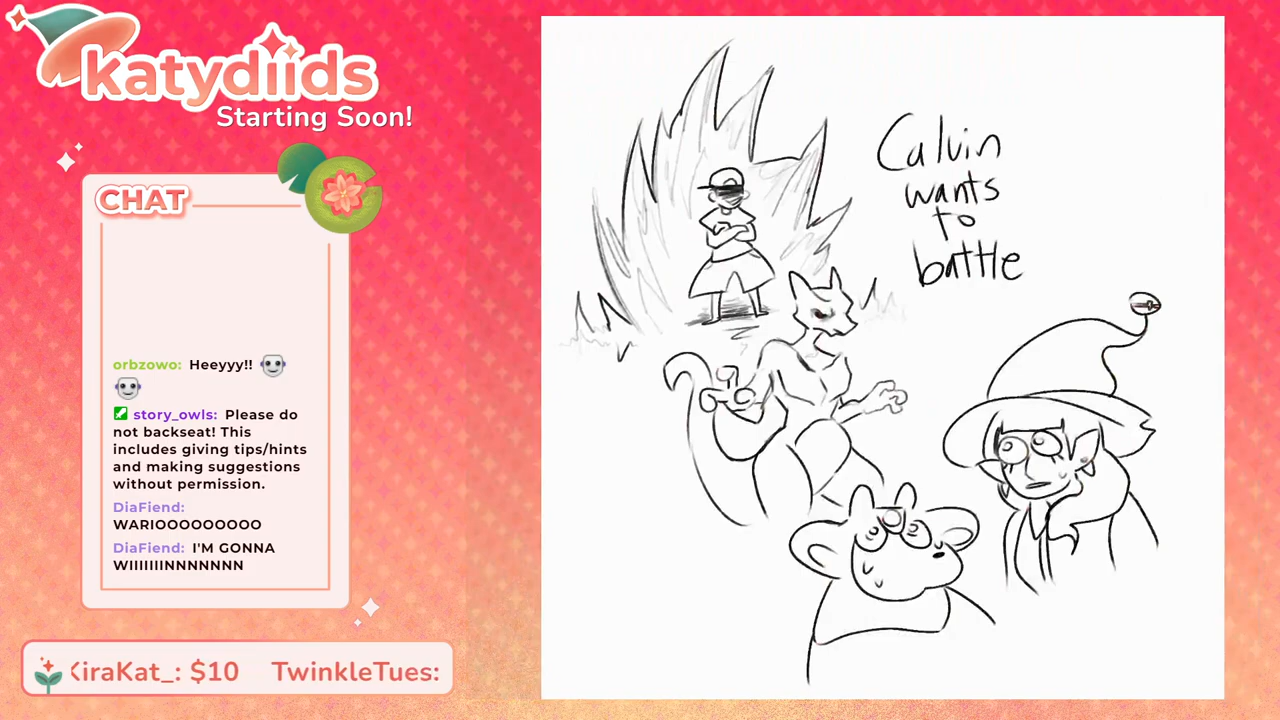 Katydiids
Starting Soon!
CHAT
orbzowo: Heeyyy!!
story_owls: Please do
not backseat! This
includes giving tips/hints
and making suggestions
without permission.
DiaFiend:
WARIOOOOOOOOO
DiaFiend: I'M GONNA
WIIIIIIINNNNNNN
KiraKat_: $10 TwinkleTues:
Calvin
wants
to
battle